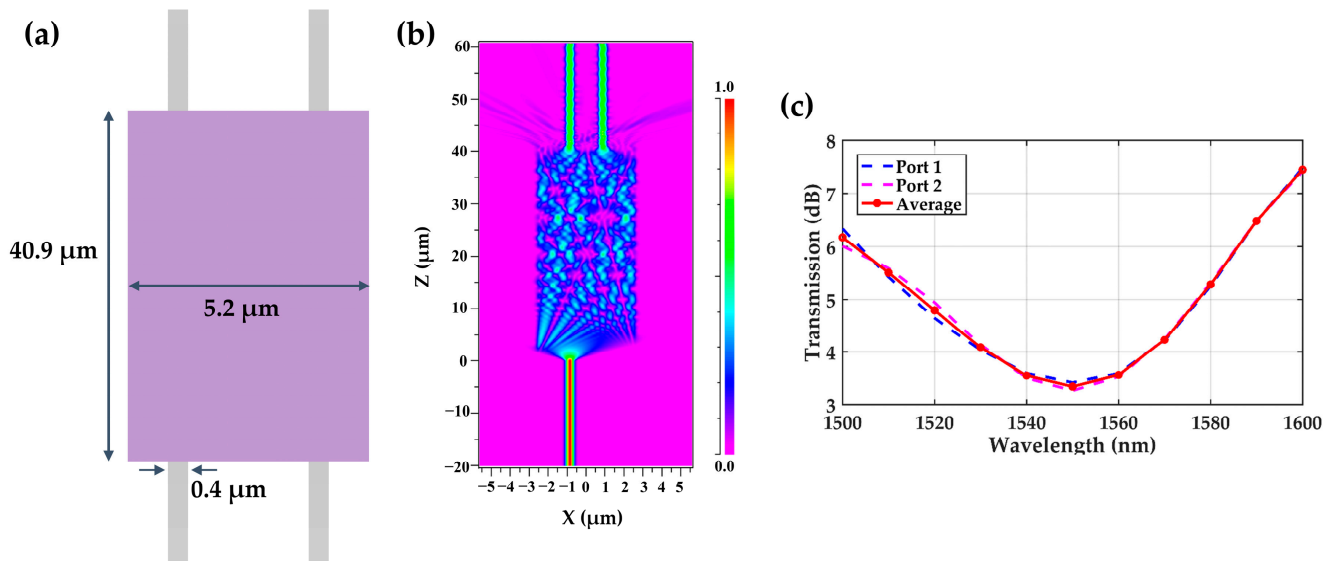 (a)
40.9 µm
5.2 µm
0.4 µm
(b)
60
50
40
30
20
10
0
−10
−20
Z (µm)
−5 −4 −3 −2 −1 0 1 2 3 4 5
X (µm)
1.0
0.0
(c)
8
7
6
5
4
3
Transmission (dB)
Port 1
Port 2
Average
1500 1520 1540 1560 1580 1600
Wavelength (nm)